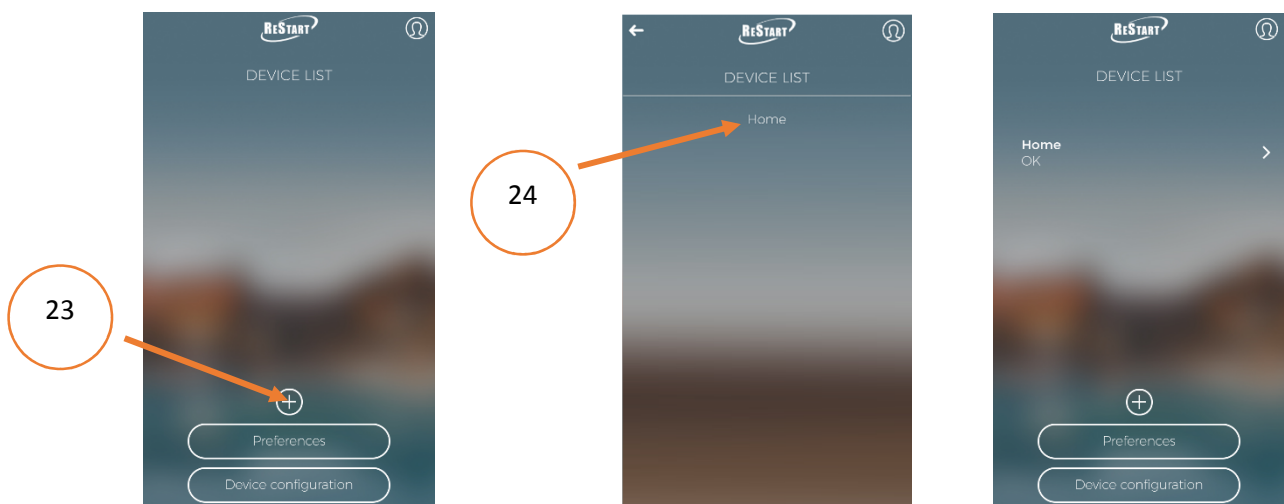 ReStart
DEVICE LIST
23
Preferences
Device configuration
ReStart
DEVICE LIST
Home
24
ReStart
DEVICE LIST
Home
OK
Preferences
Device configuration